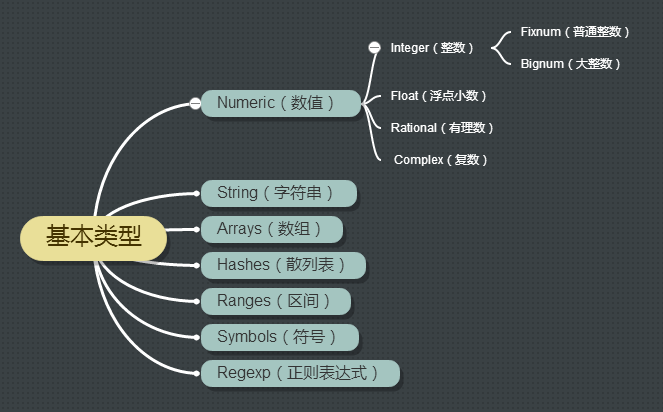 基本类型
Numeric（数值）
Integer（整数）
Fixnum（普通整数）
Bignum（大整数）
Float（浮点小数）
Rational（有理数）
Complex（复数）
String（字符串）
Arrays（数组）
Hashes（散列表）
Ranges（区间）
Symbols（符号）
Regexp（正则表达式）